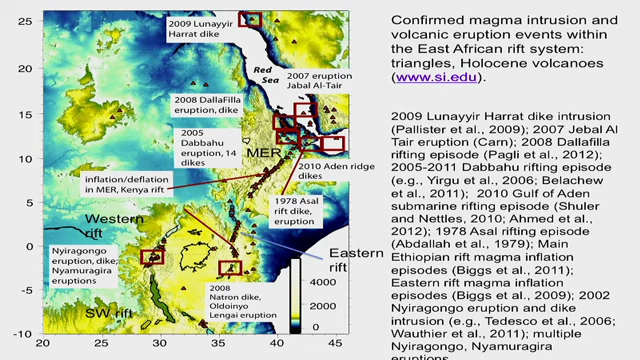 Confirmed magma intrusion and
volcanic eruption events within
the East African rift system:
triangles, Holocene volcanoes
(www.si.edu).
2009 Lunayyir Harrat dike intrusion
(Pallister et al., 2009); 2007 Jebal Al
Tair eruption (Carn); 2008 Dallafilla
rifting episode (Pagli et al., 2012);
2005-2011 Dabbahu rifting episode
(e.g., Yirgu et al., 2006; Belachew
et al., 2011); 2010 Gulf of Aden
submarine rifting episode (Shuler
and Nettles, 2010; Ahmed et al.,
2012); 1978 Asal rifting episode
(Abdallah et al., 1979); Main
Ethiopian rift magma inflation
episodes (Biggs et al., 2011);
Eastern rift magma inflation
episodes (Biggs et al., 2009); 2002
Nyiragongo eruption and dike
intrusion (e.g., Tedesco et al., 2006;
Wauthier et al., 2011); multiple
Nyiragongo, Nyamuragira
eruptions
25
20
15
10
5
0
-5
-10
25
30
35
40
45
2009 Lunayyir
Harrat dike
Red
Sea
2007 eruption
Jabal Al-Tair
2008 DallaFilla
eruption, dike
2005
Dabbahu
eruption, 14
dikes
MER
2010 Aden ridge
dikes
inflation/deflation
in MER, Kenya rift
1978 Asal
rift dike,
eruption
Western
rift
Nyiragongo
eruption, dike;
Nyamuragira
eruptions
Eastern
rift
2008
Natron dike,
Oldoinyo
Lengai eruption
SW rift
4000
2000
0